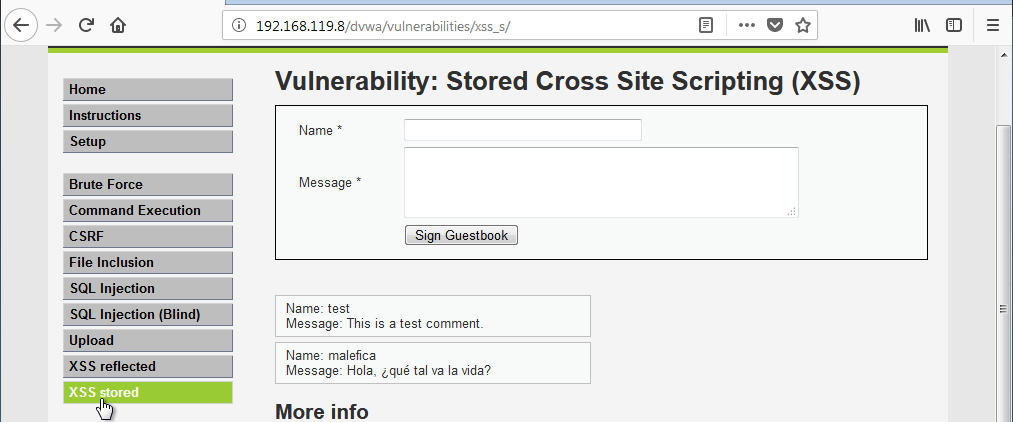 192.168.119.8/dvwa/vulnerabilities/xss_s/
Home
Instructions
Setup
Brute Force
Command Execution
CSRF
File Inclusion
SQL Injection
SQL Injection (Blind)
Upload
XSS reflected
XSS stored
Vulnerability: Stored Cross Site Scripting (XSS)
Name *
Message *
Sign Guestbook
Name: test
Message: This is a test comment.
Name: malefica
Message: Hola, ¿qué tal va la vida?
More info